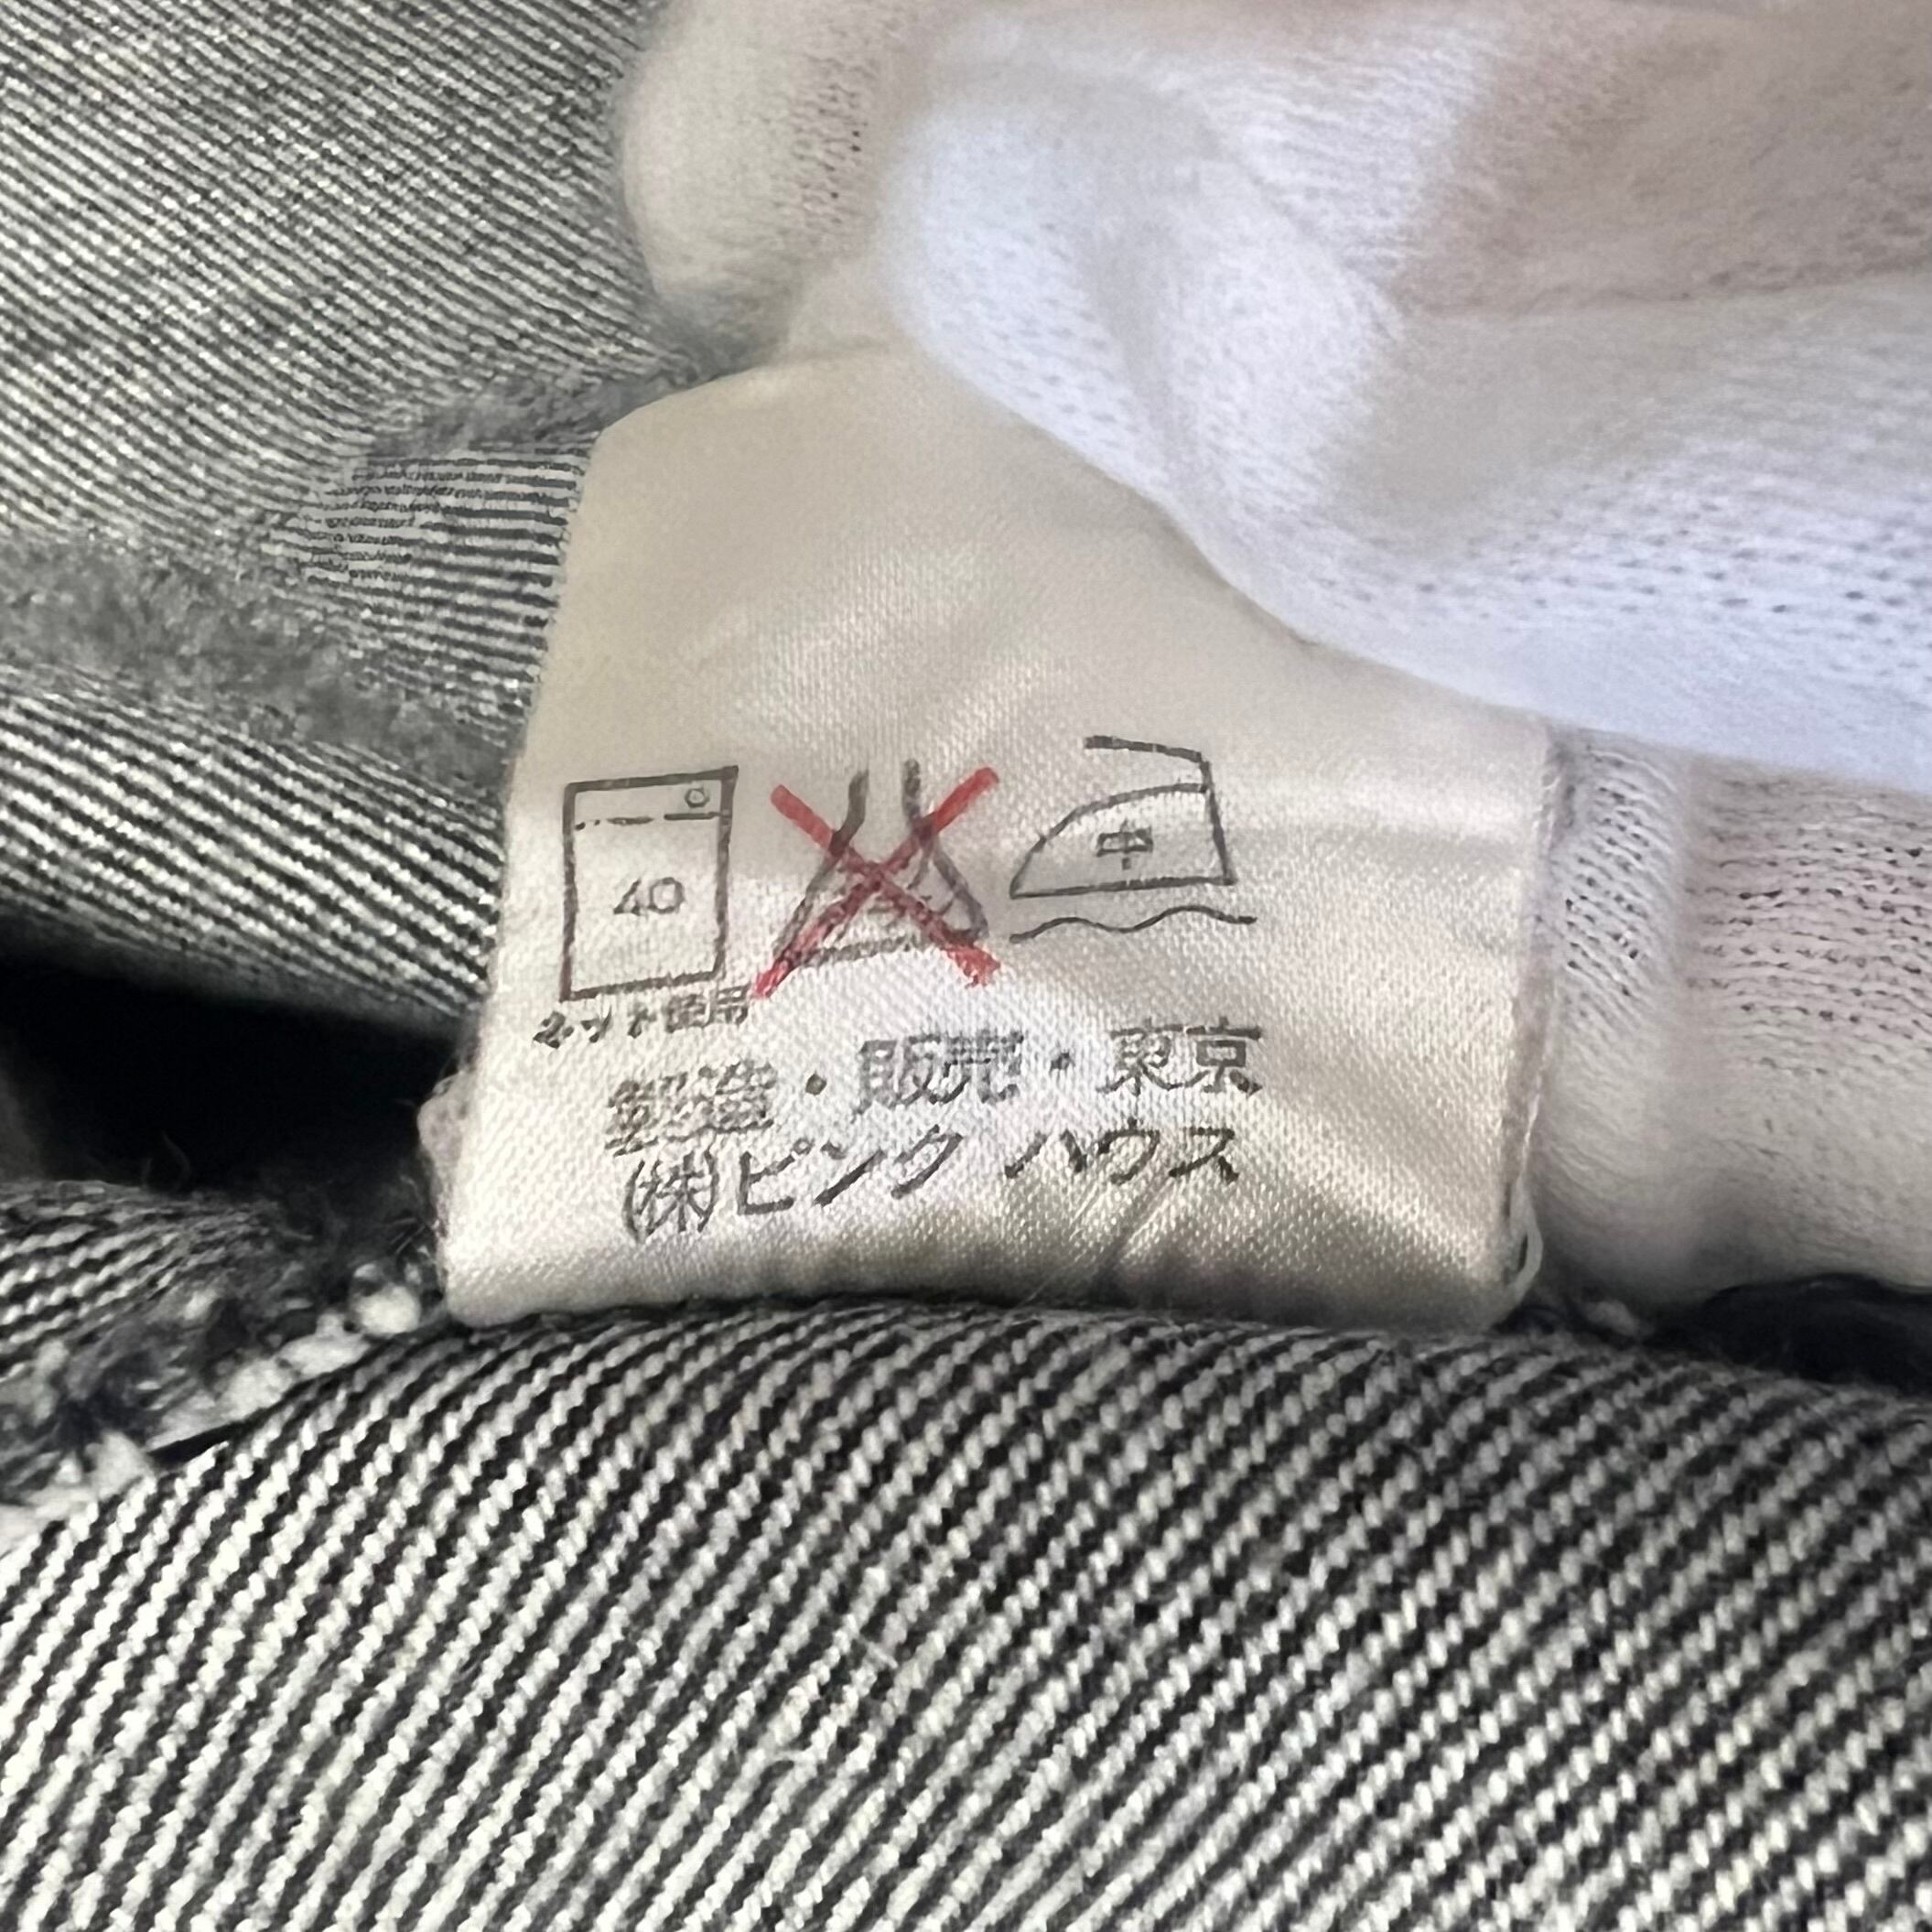 40
中
ネット使用
製造・販売・東京
(株)ピンク ハウス